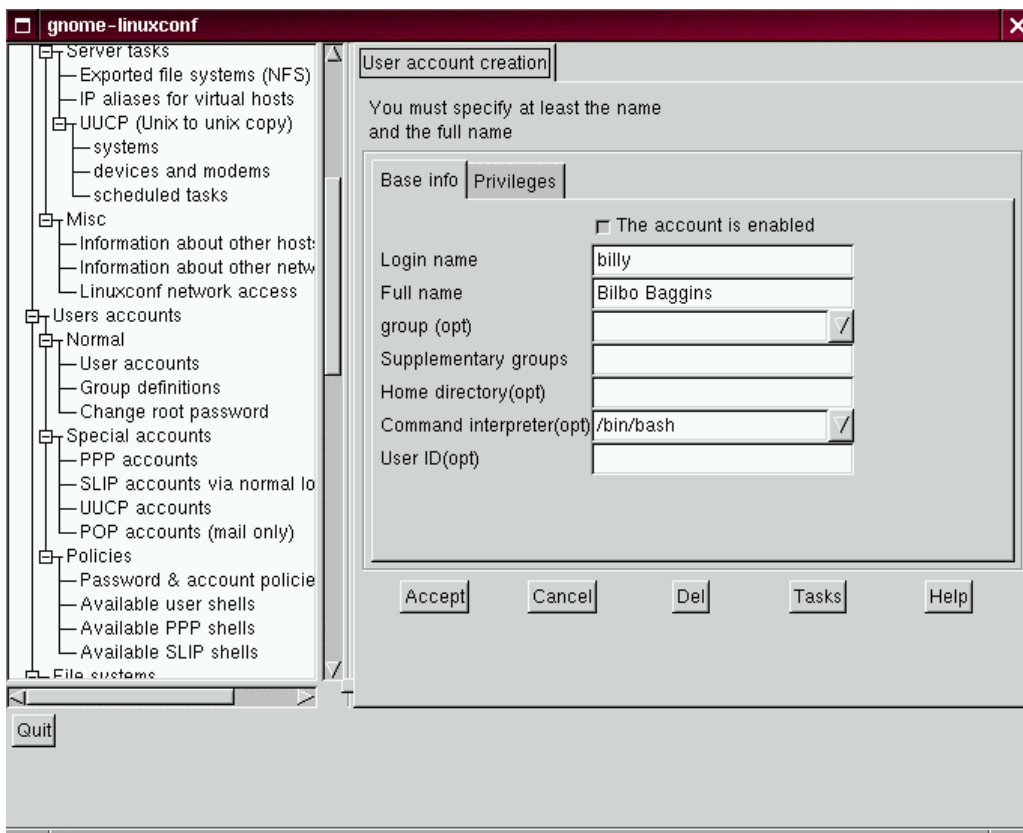 gnome-linuxconf
Server tasks
Exported file systems (NFS)
IP aliases for virtual hosts
UUCP (Unix to unix copy)
systems
devices and modems
scheduled tasks
Misc
Information about other hosts
Information about other netw
Linuxconf network access
Users accounts
Normal
User accounts
Group definitions
Change root password
Special accounts
PPP accounts
SLIP accounts via normal lo
UUCP accounts
POP accounts (mail only)
Policies
Password & account policie
Available user shells
Available PPP shells
Available SLIP shells
File systems
Quit
User account creation
You must specify at least the name
and the full name
Base info Privileges
The account is enabled
Login name billy
Full name Bilbo Baggins
group (opt)
Supplementary groups
Home directory(opt)
Command interpreter(opt) /bin/bash
User ID(opt)
Accept Cancel Del Tasks Help